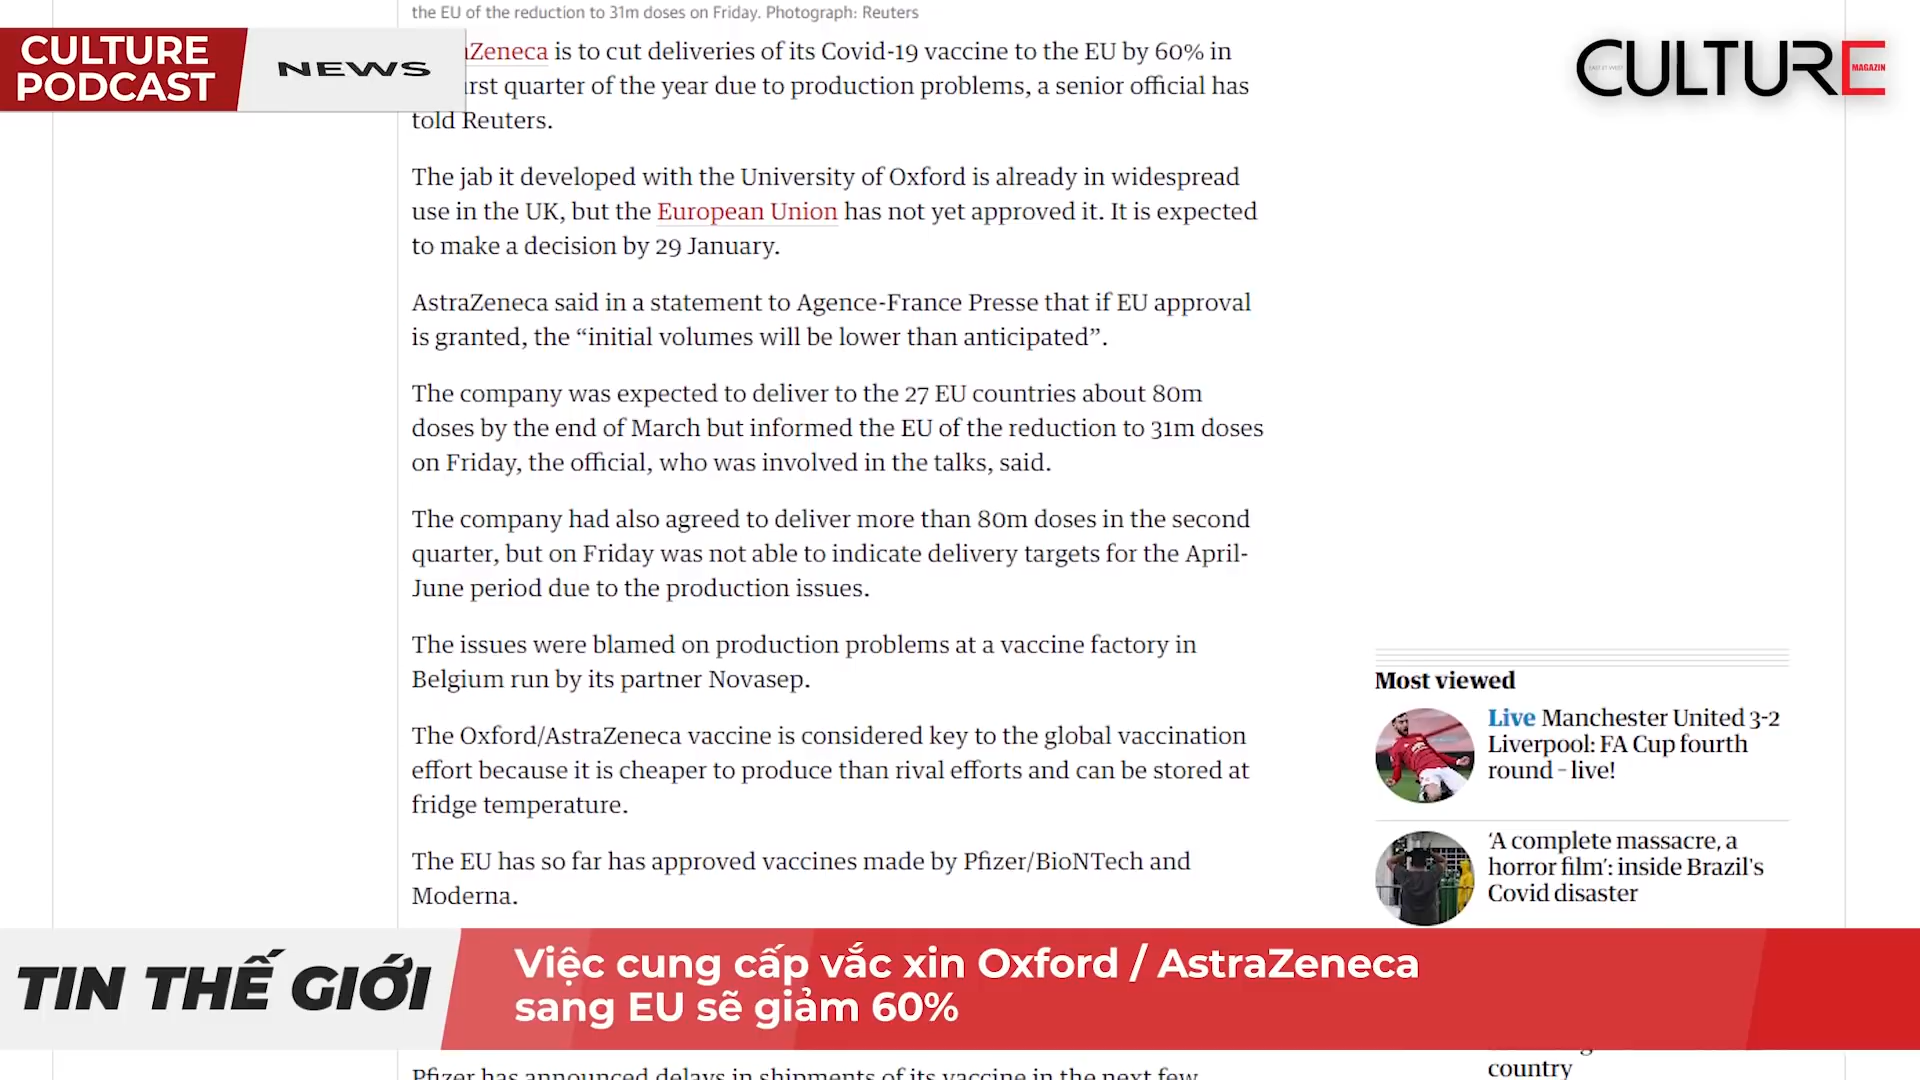 the EU of the reduction to 31m doses on Friday. Photograph: Reuters
CULTURE
PODCAST
NEWS
CULTURE
MAGAZIN
Zeneca is to cut deliveries of its Covid-19 vaccine to the EU by 60% in
quarter of the year due to production problems, a senior official has
told Reuters.
The jab it developed with the University of Oxford is already in widespread
use in the UK, but the European Union has not yet approved it. It is expected
to make a decision by 29 January.
AstraZeneca said in a statement to Agence-France Presse that if EU approval
is granted, the “initial volumes will be lower than anticipated”.
The company was expected to deliver to the 27 EU countries about 80m
doses by the end of March but informed the EU of the reduction to 31m doses
on Friday, the official, who was involved in the talks, said.
The company had also agreed to deliver more than 80m doses in the second
quarter, but on Friday was not able to indicate delivery targets for the April-
June period due to the production issues.
The issues were blamed on production problems at a vaccine factory in
Belgium run by its partner Novasep.
The Oxford/AstraZeneca vaccine is considered key to the global vaccination
effort because it is cheaper to produce than rival efforts and can be stored at
fridge temperature.
The EU has so far has approved vaccines made by Pfizer/BioNTech and
Moderna.
Most viewed
Live Manchester United 3-2
Liverpool: FA Cup fourth
round – live!
‘A complete massacre, a
horror film’: inside Brazil's
Covid disaster
TIN THẾ GIỚI
Việc cung cấp vắc xin Oxford / AstraZeneca
sang EU sẽ giảm 60%
country
Pfizer has announced delays in shipments of its vaccine in the next few